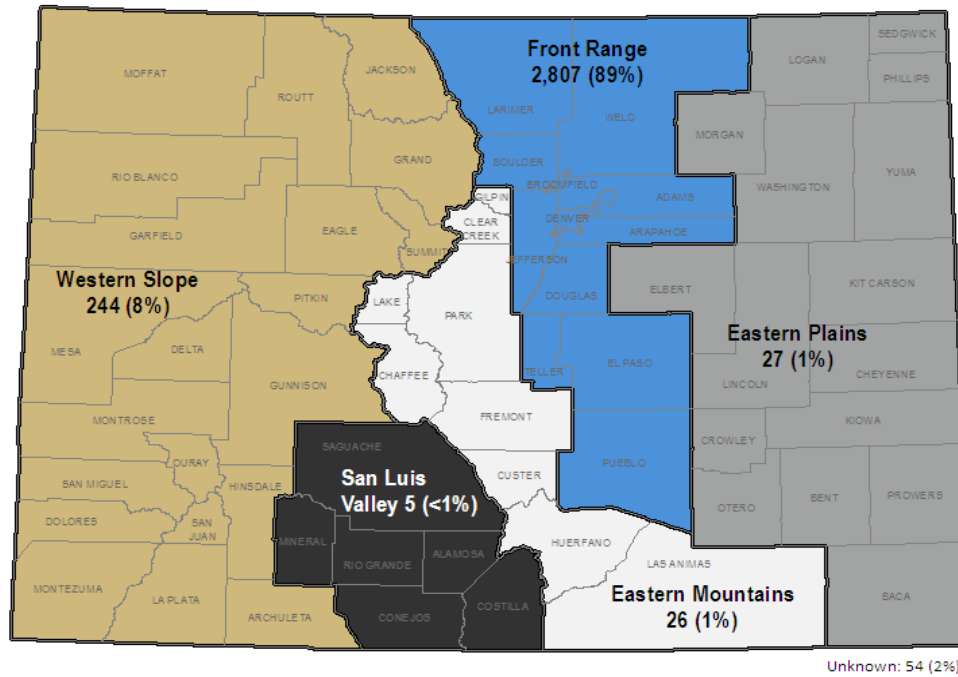 SEDGWICK
LOGAN
Front Range
2,807 (89%)
MOFFAT
JACKSON
PHILLIPS
ROUTT
LARIMER
WELD
MORGAN
GRAND
BOULDER
RIO BLANCO
YUMA
BROOMFIELD
WASHINGTON
GILPIN
ADAMS
CLEAR
CREEK
DENVER
GARFIELD
EAGLE
ARAPAHOE
SUMMIT
JEFFERSON
Western Slope
244 (8%)
PITKIN
LAKE
DOUGLAS
ELBERT
KIT CARSON
PARK
Eastern Plains
27 (1%)
MESA
DELTA
CHAFFEE
TELLER
EL PASO
CHEYENNE
GUNNISON
LINCOLN
MONTROSE
FREMONT
KIOWA
CROWLEY
SAGUACHE
OURAY
PUEBLO
San Luis
Valley 5 (<1%)
CUSTER
SAN MIGUEL
HINSDALE
BENT
PROWERS
OTERO
DOLORES
SAN
JUAN
MINERAL
HUERFANO
ALAMOSA
RIO GRANDE
LAS ANIMAS
MONTEZUMA
LA PLATA
Eastern Mountains
26 (1%)
BACA
COSTILLA
ARCHULETA
CONEJOS
Unknown: 54 (2%)